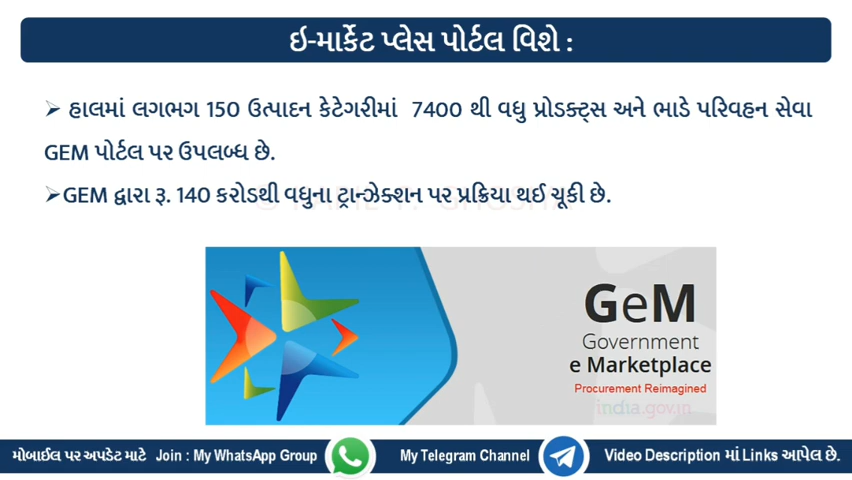 ઇ-માર્કેટ પ્લેસ પોર્ટલ વિશે :
➢ હાલમાં લગભગ 150 ઉત્પાદન કેટેગરીમાં 7400 થી વધુ પ્રોડક્ટ્સ અને ભાડે પરિવહન સેવા
GEM પોર્ટલ પર ઉપલબ્ધ છે.
➢GEM દ્વારા રૂ. 140 કરોડથી વધુના ટ્રાન્ઝેક્શન પર પ્રક્રિયા થઈ ચૂકી છે.
GeM
Government
e Marketplace
Procurement Reimagined
india.gov.in
મોબાઈલ પર અપડેટ માટે Join : My WhatsApp Group My Telegram Channel Video Description માં Links આપેલ છે.